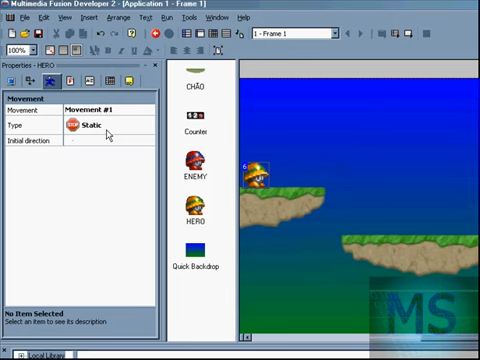 Multimedia Fusion Developer 2 - [Application 1 - Frame 1]
File Edit View Insert Arrange Text Run Tools Window Help
1 - Frame 1
100%
Properties - HERO
Movement
Movement Movement #1
Type STOP Static
Initial direction
No Item Selected
Select an item to see its description
CHÃO
Counter
ENEMY
HERO
Quick Backdrop
6
MS
Local Library